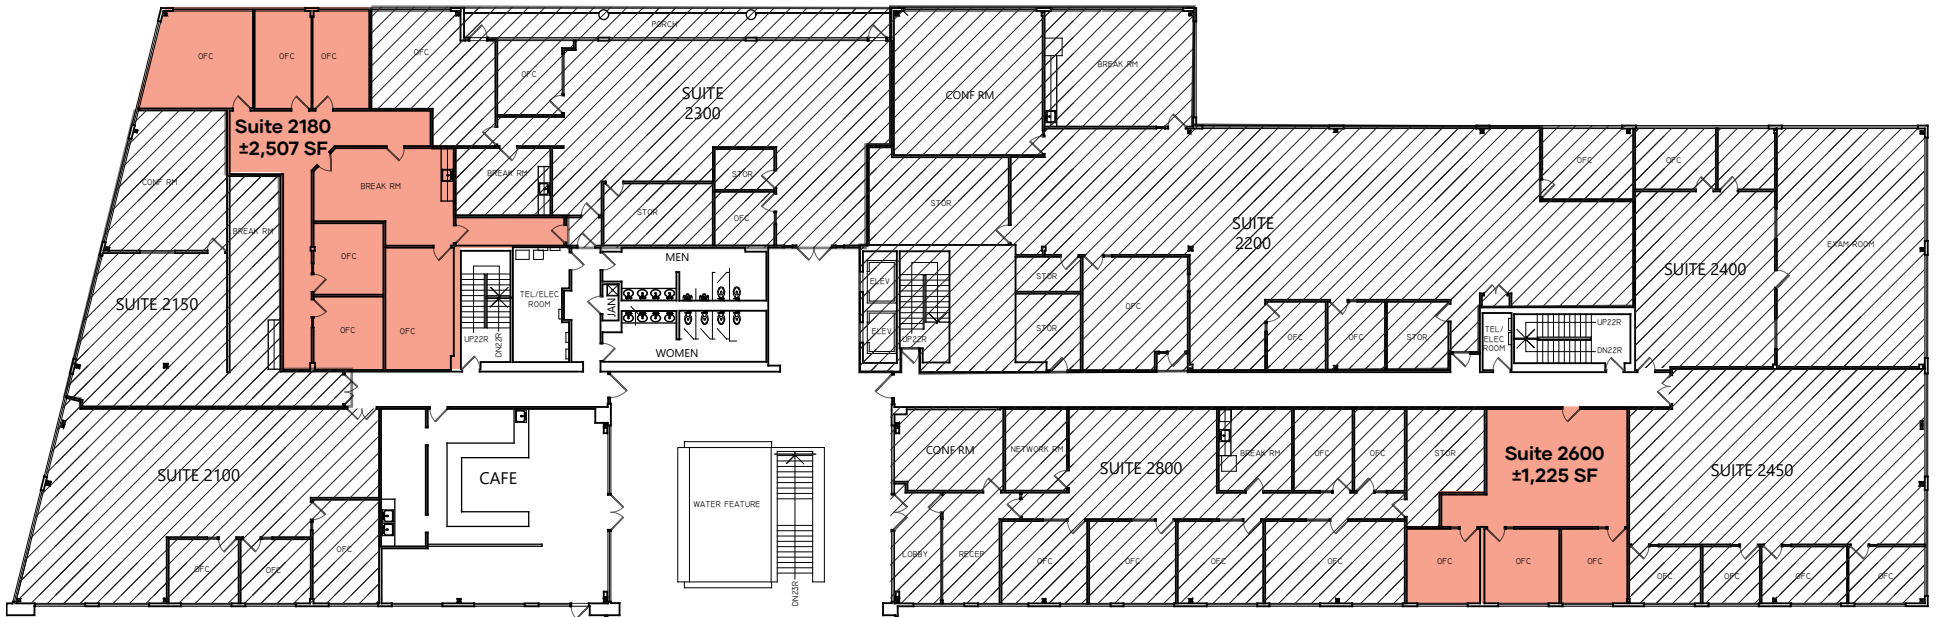 PORCH
OFC
OFC
OFC
OFC
OFC
SUITE
2300
CONF RM
BREAK RM
Suite 2180
±2,507 SF
CONF RM
BREAK RM
BREAK RM
STOR
STOR
OFC
STOR
OFC
OFC
SUITE
2200
SUITE 2400
EXAM ROOM
BREAK RM
OFC
OFC
OFC
SUITE 2150
UP22R
DN22R
TEL/ELEC
ROOM
MEN
JAN
WOMEN
ELEV
ELEV
UP22R
STOR
STOR
OFC
OFC
OFC
STOR
TEL/
ELEC
ROOM
UP22R
DN22R
SUITE 2100
OFC
OFC
OFC
CAFE
WATER FEATURE
DN23R
CONF RM
NETWORK RM
SUITE 2800
BREAK RM
OFC
OFC
STOR
Suite 2600
±1,225 SF
SUITE 2450
LOBBY
RECEP
OFC
OFC
OFC
OFC
OFC
OFC
OFC
OFC
OFC
OFC
OFC